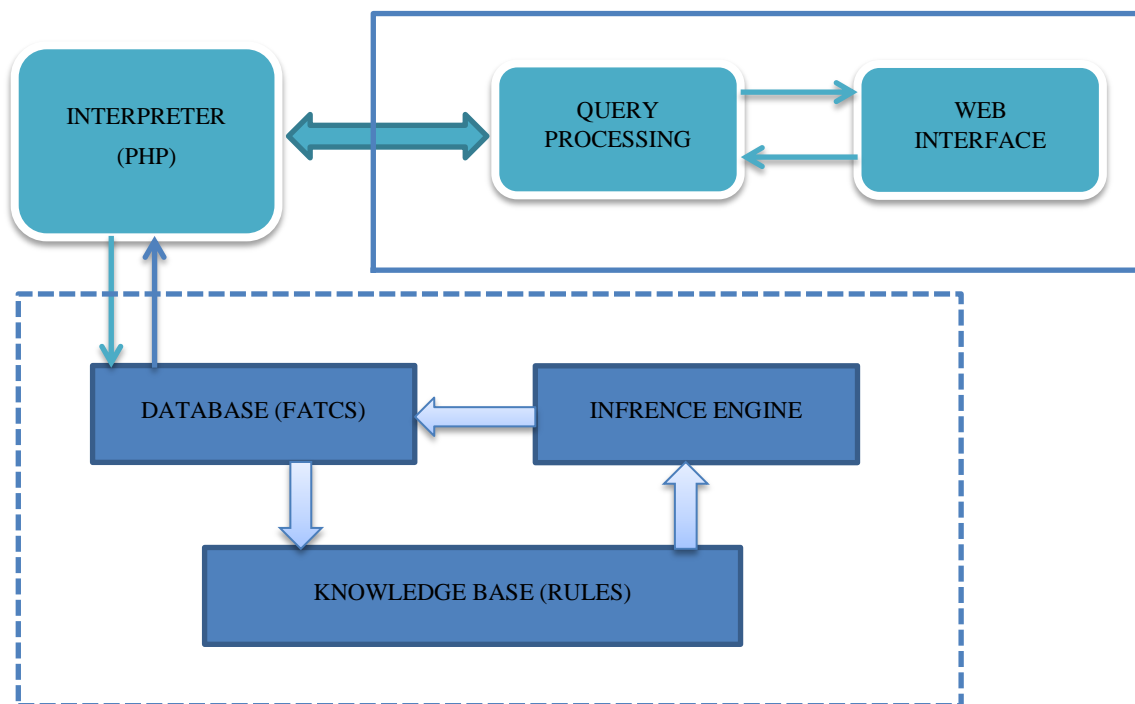 INTERPRETER
(PHP)
QUERY
PROCESSING
WEB
INTERFACE
DATABASE (FATCS)
INFRENCE ENGINE
KNOWLEDGE BASE (RULES)